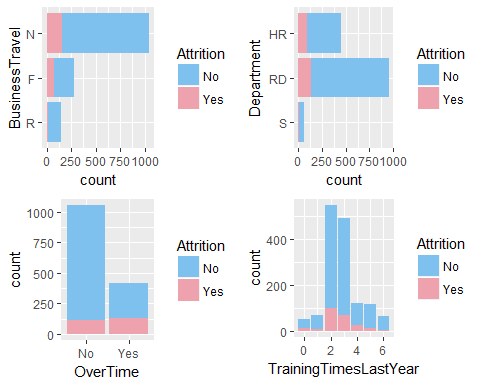 BusinessTravel
N
F
R
0 250 500 750 1000
count
Attrition
No
Yes
Department
HR
RD
S
0 250 500 750 1000
count
Attrition
No
Yes
count
1000
750
500
250
0
No Yes
OverTime
Attrition
No
Yes
count
400
200
0
0 2 4 6
TrainingTimesLastYear
Attrition
No
Yes